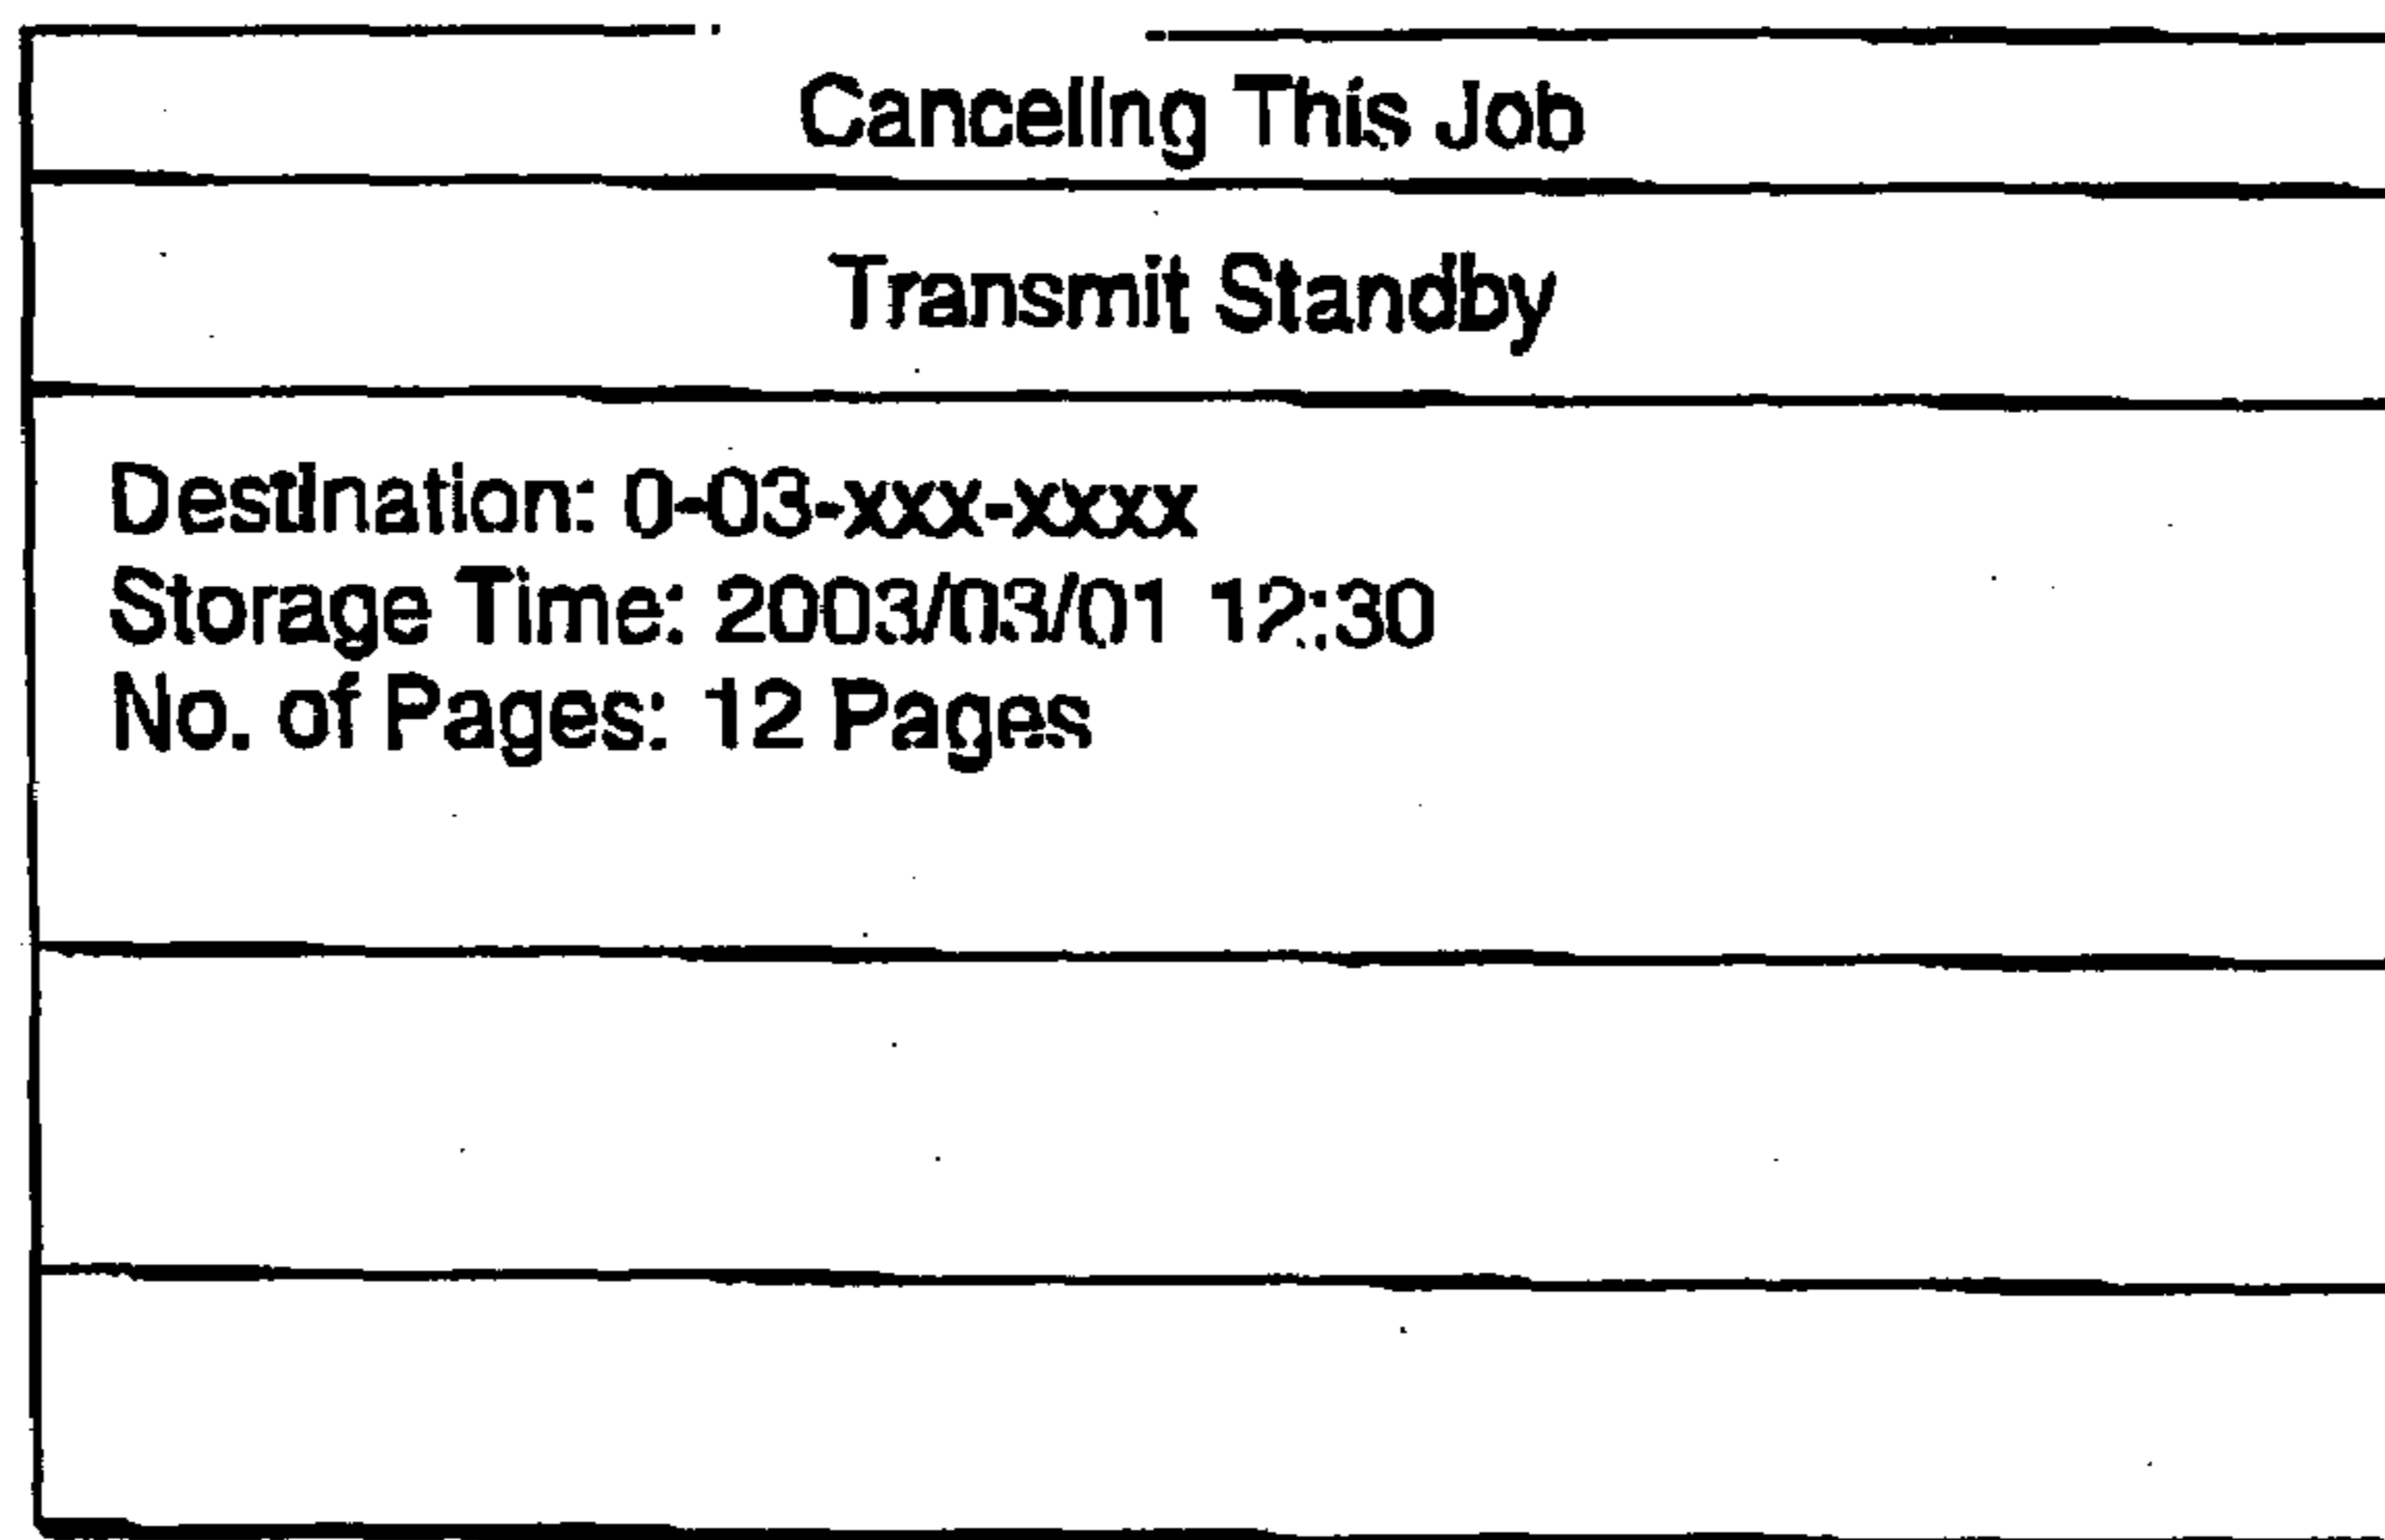 Canceling This Job
Transmit Standby
Destination: 0-03-xxx-xxxx
Storage Time: 2003/03/01 12:30
No. of Pages: 12 Pages